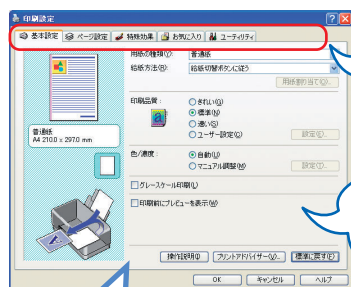 印刷設定
基本設定 ページ設定 特殊効果 お気に入り ユーティリティ
用紙の種類(Y): 普通紙
給紙方法(R): 給紙切替ボタンに従う
用紙割り当て(G)...
印刷品質: きれい(Q)
標準(N)
速い(S)
ユーザー設定(C) 設定(E)...
普通紙
A4 210.0 x 297.0 mm
色/濃度: 自動(U)
マニュアル調整(M) 設定(T)...
グレースケール印刷(L)
印刷前にプレビューを表示(W)
操作説明(I) プリントアドバイザー(V)... 標準に戻す(F)
OK キャンセル ヘルプ